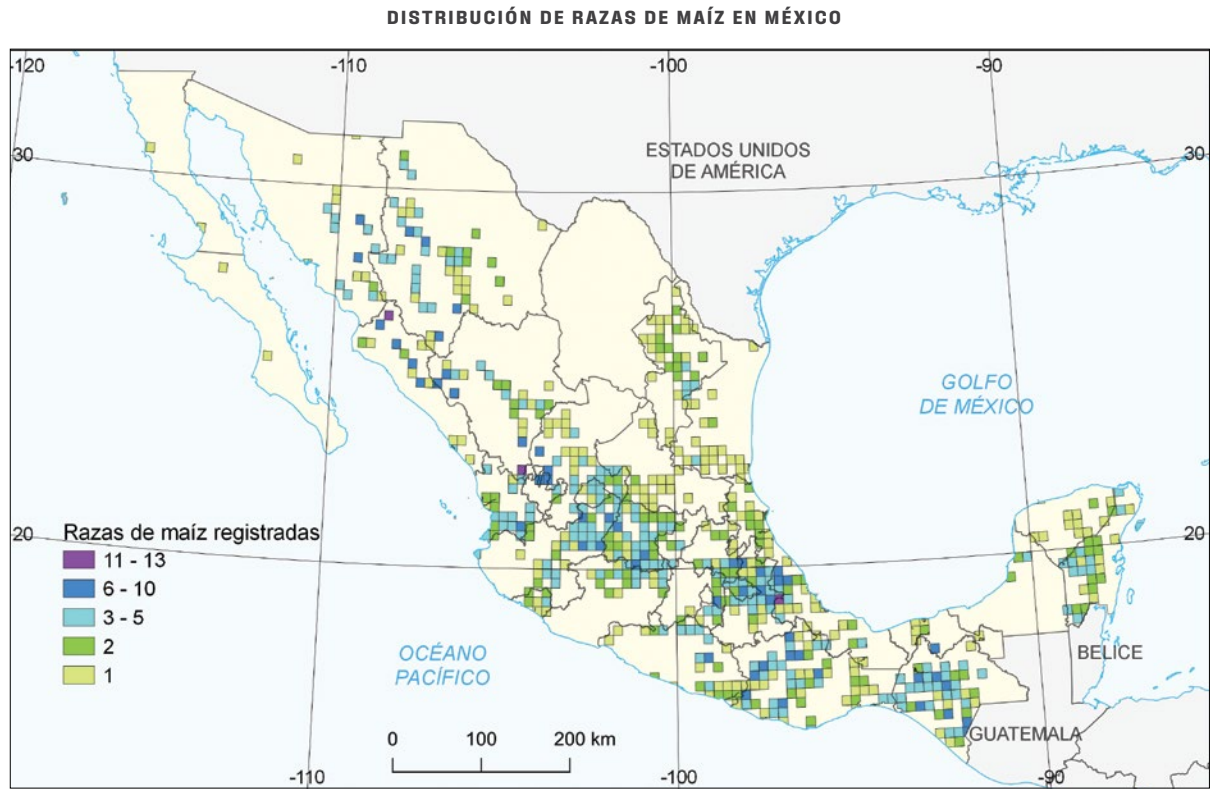 DISTRIBUCIÓN DE RAZAS DE MAÍZ EN MÉXICO
-120
-110
-100
-90
30
ESTADOS UNIDOS
DE AMÉRICA
30
GOLFO
DE MÉXICO
20
Razas de maíz registradas
20
11 - 13
6 - 10
3 - 5
2
1
OCÉANO
PACÍFICO
BELICE
0 100 200 km
GUATEMALA
-110
-100
-90